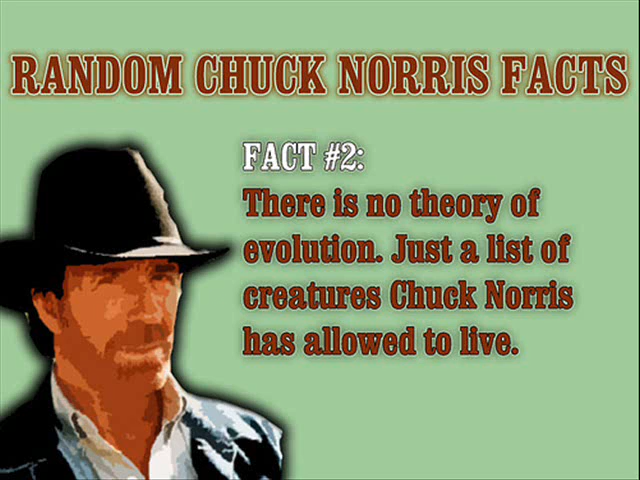 RANDOM CHUCK NORRIS FACTS
FACT #2:
There is no theory of
evolution. Just a list of
creatures Chuck Norris
has allowed to live.